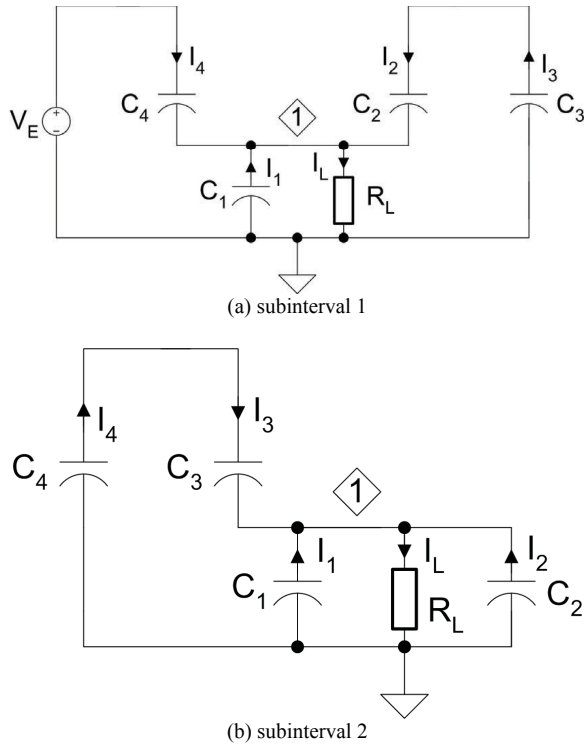 I4
I2
I3
VE
C4
C2
C3
1
I1
IL
C1
RL
(a) subinterval 1
I4
I3
C4
C3
1
I1
IL
I2
C1
RL
C2
(b) subinterval 2